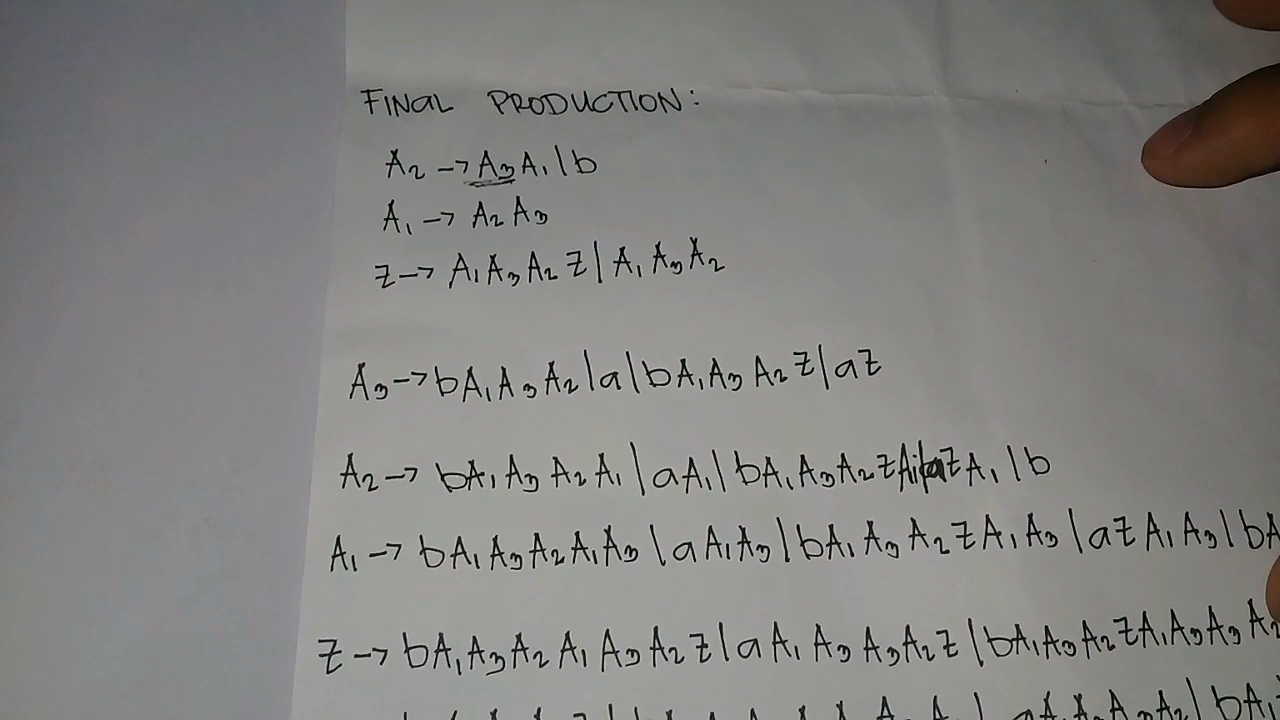 FINAL PRODUCTION:
A₂ → A₃A₁ | b
A₁ → A₂A₃
Z → A₁A₃A₂Z | A₁A₃A₂
A₃ → bA₁A₃A₂ | a | bA₁A₃A₂Z | aZ
A₂ → bA₁A₃A₂A₁ | aA₁ | bA₁A₃A₂ZA₁ | aZA₁ | b
A₁ → bA₁A₃A₂A₁A₃ | aA₁A₃ | bA₁A₃A₂ZA₁A₃ | aZA₁A₃ | bA
Z → bA₁A₃A₂A₁A₃A₂Z | aA₁A₃A₃A₂Z | bA₁A₃A₂ZA₁A₃A₃A₂